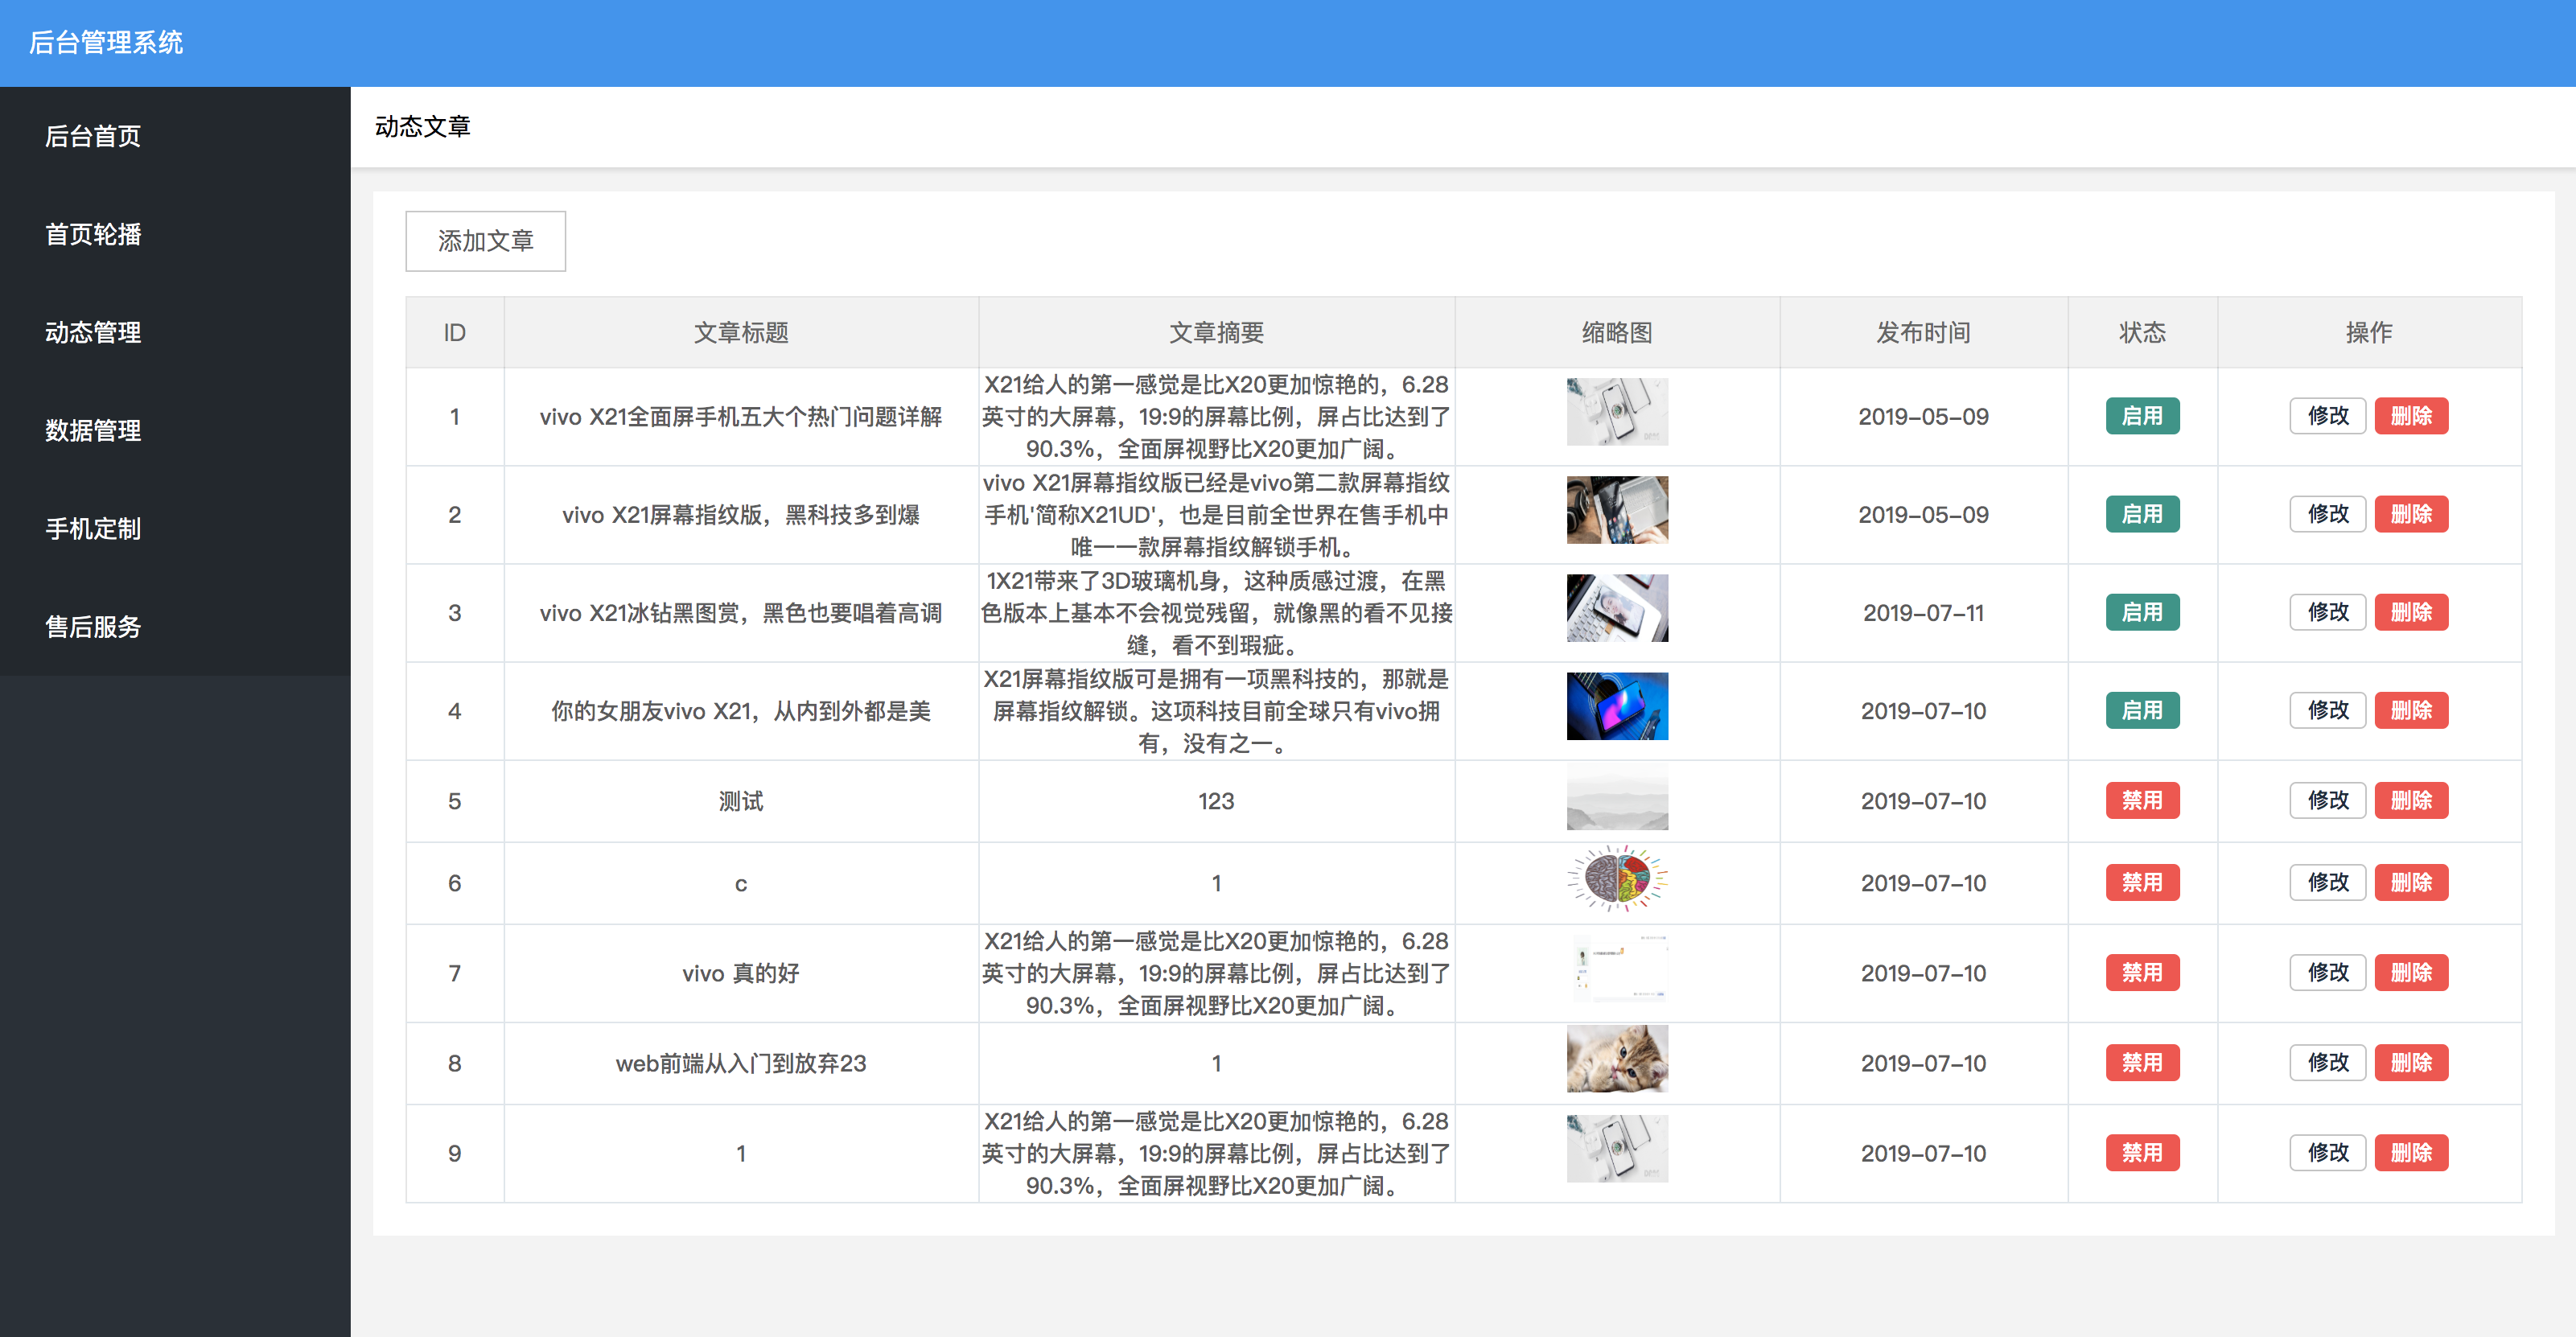 后台管理系统
后台首页
首页轮播
动态管理
数据管理
手机定制
售后服务
动态文章
添加文章
ID 文章标题 文章摘要 缩略图 发布时间 状态 操作
1 vivo X21全面屏手机五大个热门问题详解 X21给人的第一感觉是比X20更加惊艳的，6.28
英寸的大屏幕，19:9的屏幕比例，屏占比达到了
90.3%，全面屏视野比X20更加广阔。 2019-05-09 启用 修改 删除
2 vivo X21屏幕指纹版，黑科技多到爆 vivo X21屏幕指纹版已经是vivo第二款屏幕指纹
手机'简称X21UD'，也是目前全世界在售手机中
唯一一款屏幕指纹解锁手机。 2019-05-09 启用 修改 删除
3 vivo X21冰钻黑图赏，黑色也要唱着高调 1X21带来了3D玻璃机身，这种质感过渡，在黑
色版本上基本不会视觉残留，就像黑的看不见接
缝，看不到瑕疵。 2019-07-11 启用 修改 删除
4 你的女朋友vivo X21，从内到外都是美 X21屏幕指纹版可是拥有一项黑科技的，那就是
屏幕指纹解锁。这项科技目前全球只有vivo拥
有，没有之一。 2019-07-10 启用 修改 删除
5 测试 123 2019-07-10 禁用 修改 删除
6 c 1 2019-07-10 禁用 修改 删除
7 vivo 真的好 X21给人的第一感觉是比X20更加惊艳的，6.28
英寸的大屏幕，19:9的屏幕比例，屏占比达到了
90.3%，全面屏视野比X20更加广阔。 2019-07-10 禁用 修改 删除
8 web前端从入门到放弃23 1 2019-07-10 禁用 修改 删除
9 1 X21给人的第一感觉是比X20更加惊艳的，6.28
英寸的大屏幕，19:9的屏幕比例，屏占比达到了
90.3%，全面屏视野比X20更加广阔。 2019-07-10 禁用 修改 删除